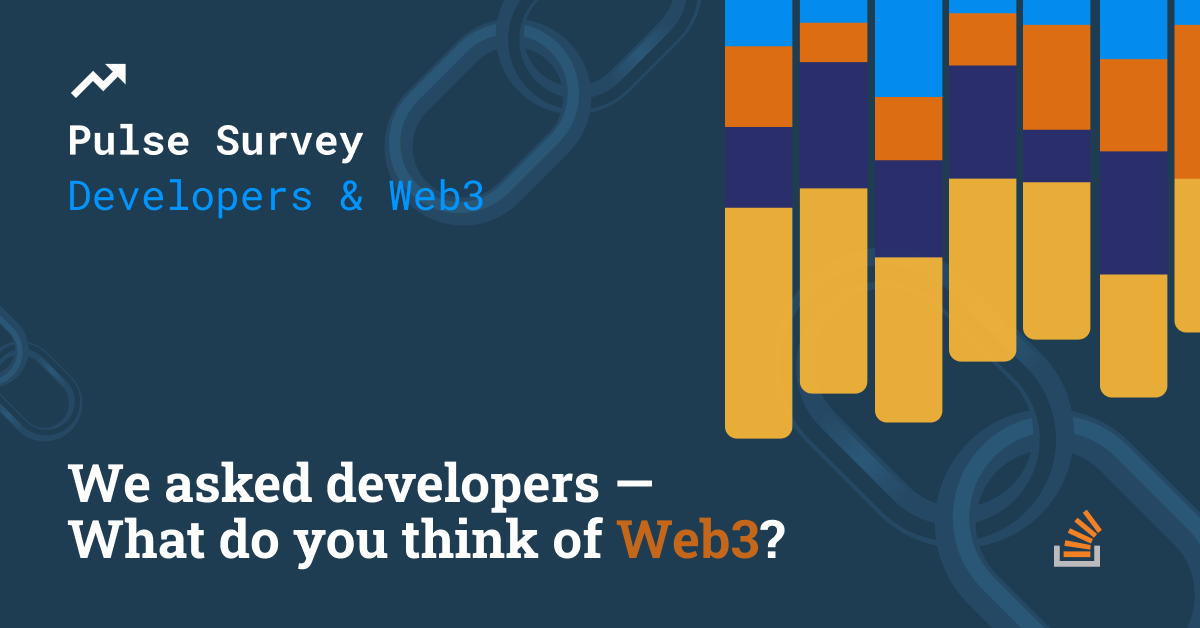 Pulse Survey
Developers & Web3
We asked developers —
What do you think of Web3?